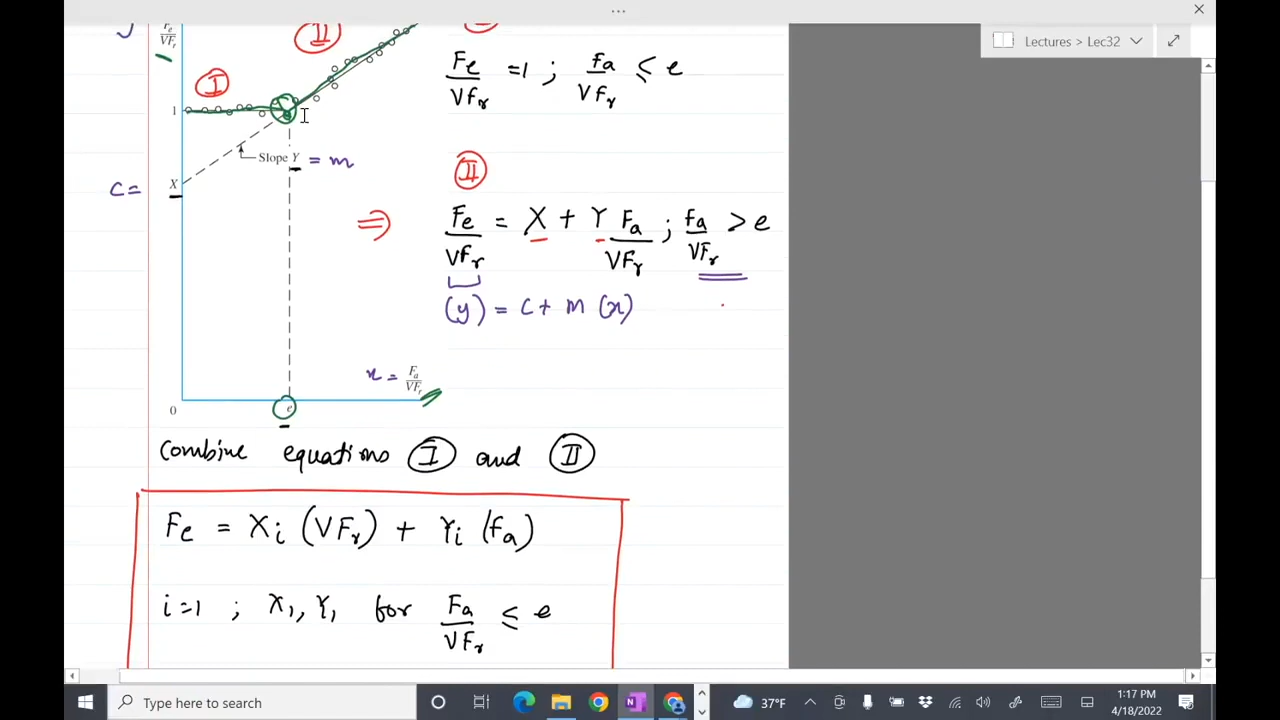 Lectures > Lec32
y
Fe/VFr
I
II
1
Slope Y = m
C = X
x = Fa/VFr
0
e
Fe/VFr = 1 ; fa/VFr ≤ e
II
⇒ Fe/VFr = X + Y Fa/VFr ; fa/VFr > e
(y) = C + m (x)
Combine equations I and II
Fe = Xi (VFr) + Yi (fa)
i=1 ; X1, Y1 for Fa/VFr ≤ e
Type here to search
37°F
1:17 PM
4/18/2022